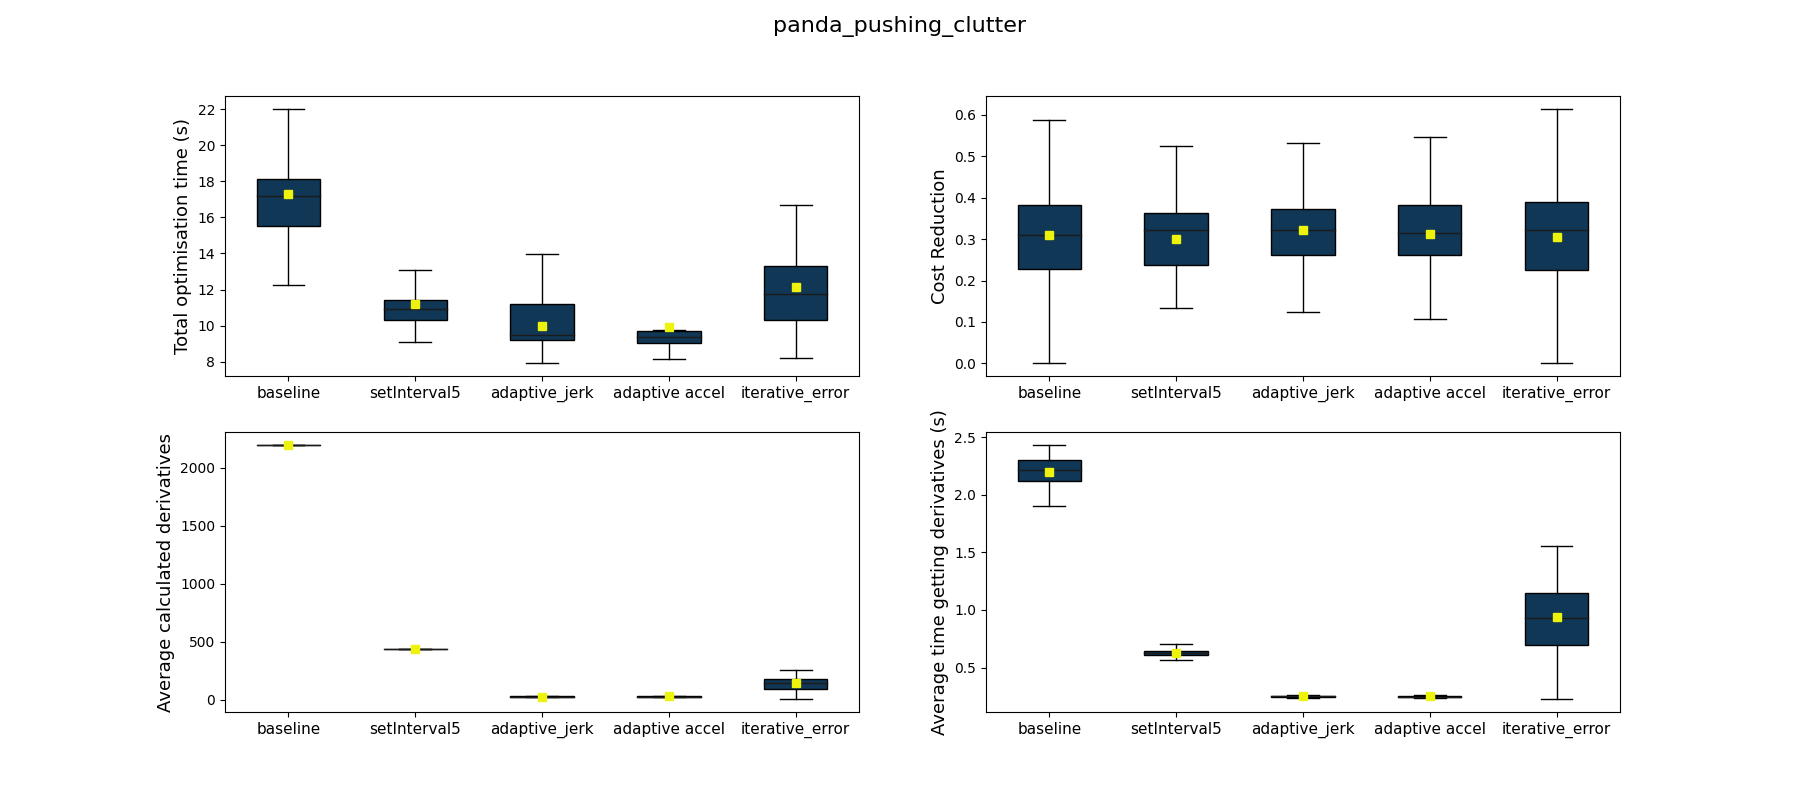 panda_pushing_clutter
Total optimisation time (s)
22
20
18
16
14
12
10
8
baseline setInterval5 adaptive_jerk adaptive accel iterative_error
Cost Reduction
0.6
0.5
0.4
0.3
0.2
0.1
0.0
baseline setInterval5 adaptive_jerk adaptive accel iterative_error
Average calculated derivatives
2000
1500
1000
500
0
baseline setInterval5 adaptive_jerk adaptive accel iterative_error
Average time getting derivatives (s)
2.5
2.0
1.5
1.0
0.5
baseline setInterval5 adaptive_jerk adaptive accel iterative_error